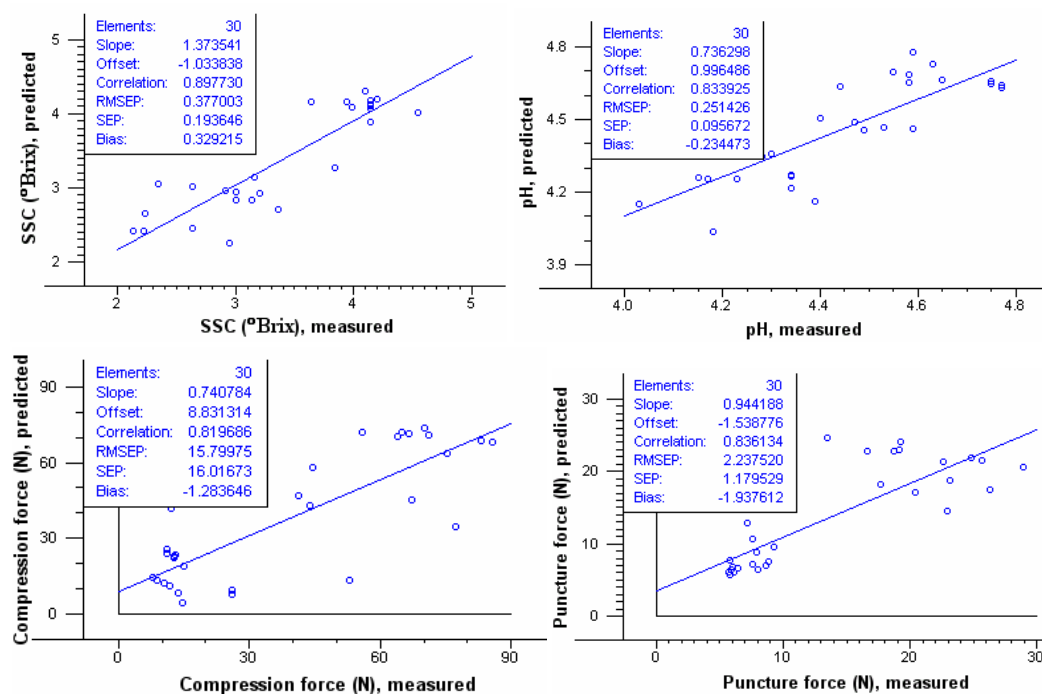 Elements: 30
Slope: 1.373541
Offset: -1.033838
Correlation: 0.897730
RMSEP: 0.377003
SEP: 0.193646
Bias: 0.329215
SSC (°Brix), predicted
5
4
3
2
2 3 4 5
SSC (°Brix), measured
Elements: 30
Slope: 0.736298
Offset: 0.996486
Correlation: 0.833925
RMSEP: 0.251426
SEP: 0.095672
Bias: -0.234473
pH, predicted
4.8
4.5
4.2
3.9
4.0 4.2 4.4 4.6 4.8
pH, measured
Elements: 30
Slope: 0.740784
Offset: 8.831314
Correlation: 0.819686
RMSEP: 15.79975
SEP: 16.01673
Bias: -1.283646
Compression force (N), predicted
90
60
30
0
0 30 60 90
Compression force (N), measured
Elements: 30
Slope: 0.944188
Offset: -1.538776
Correlation: 0.836134
RMSEP: 2.237520
SEP: 1.179529
Bias: -1.937612
Puncture force (N), predicted
30
20
10
0
0 10 20 30
Puncture force (N), measured